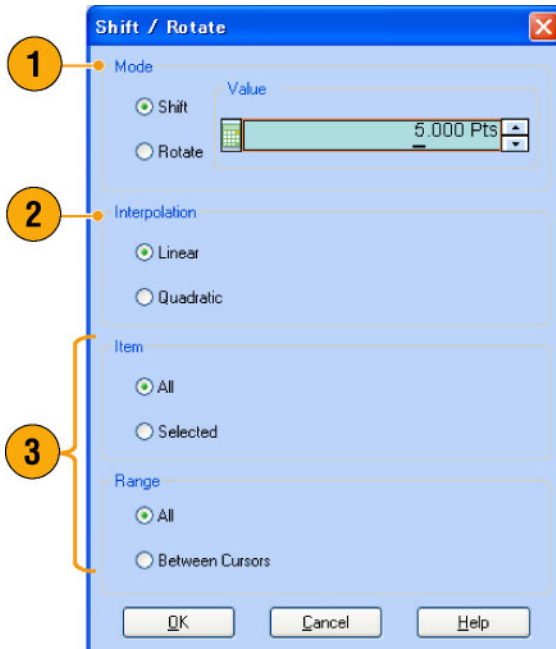 Shift / Rotate
1
Mode
Value
Shift
5.000 Pts
Rotate
2
Interpolation
Linear
Quadratic
3
Item
All
Selected
Range
All
Between Cursors
OK Cancel Help